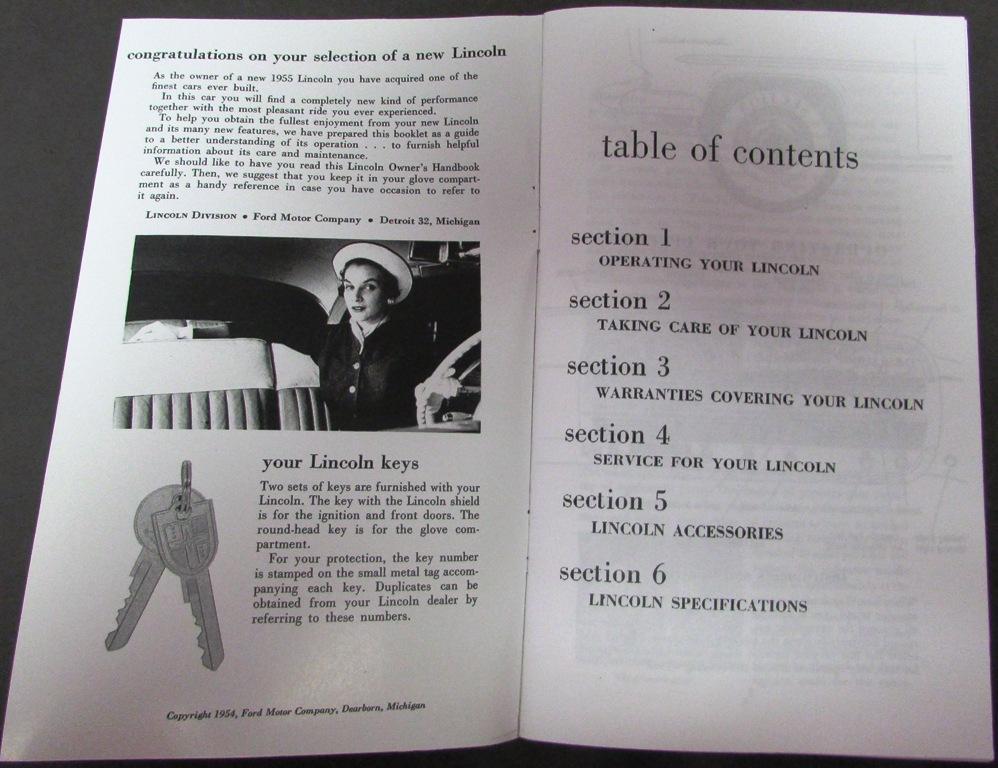 congratulations on your selection of a new Lincoln
As the owner of a new 1955 Lincoln you have acquired one of the
finest cars ever built.
In this car you will find a completely new kind of performance
together with the most pleasant ride you ever experienced.
To help you obtain the fullest enjoyment from your new Lincoln
and its many new features, we have prepared this booklet as a guide
to a better understanding of its operation . . . to furnish helpful
information about its care and maintenance.
We should like to have you read this Lincoln Owner's Handbook
carefully. Then, we suggest that you keep it in your glove compart-
ment as a handy reference in case you have occasion to refer to
it again.
LINCOLN DIVISION • Ford Motor Company • Detroit 32, Michigan
your Lincoln keys
Two sets of keys are furnished with your
Lincoln. The key with the Lincoln shield
is for the ignition and front doors. The
round-head key is for the glove com-
partment.
For your protection, the key number
is stamped on the small metal tag accom-
panying each key. Duplicates can be
obtained from your Lincoln dealer by
referring to these numbers.
Copyright 1954, Ford Motor Company, Dearborn, Michigan
table of contents
section 1
OPERATING YOUR LINCOLN
section 2
TAKING CARE OF YOUR LINCOLN
section 3
WARRANTIES COVERING YOUR LINCOLN
section 4
SERVICE FOR YOUR LINCOLN
section 5
LINCOLN ACCESSORIES
section 6
LINCOLN SPECIFICATIONS